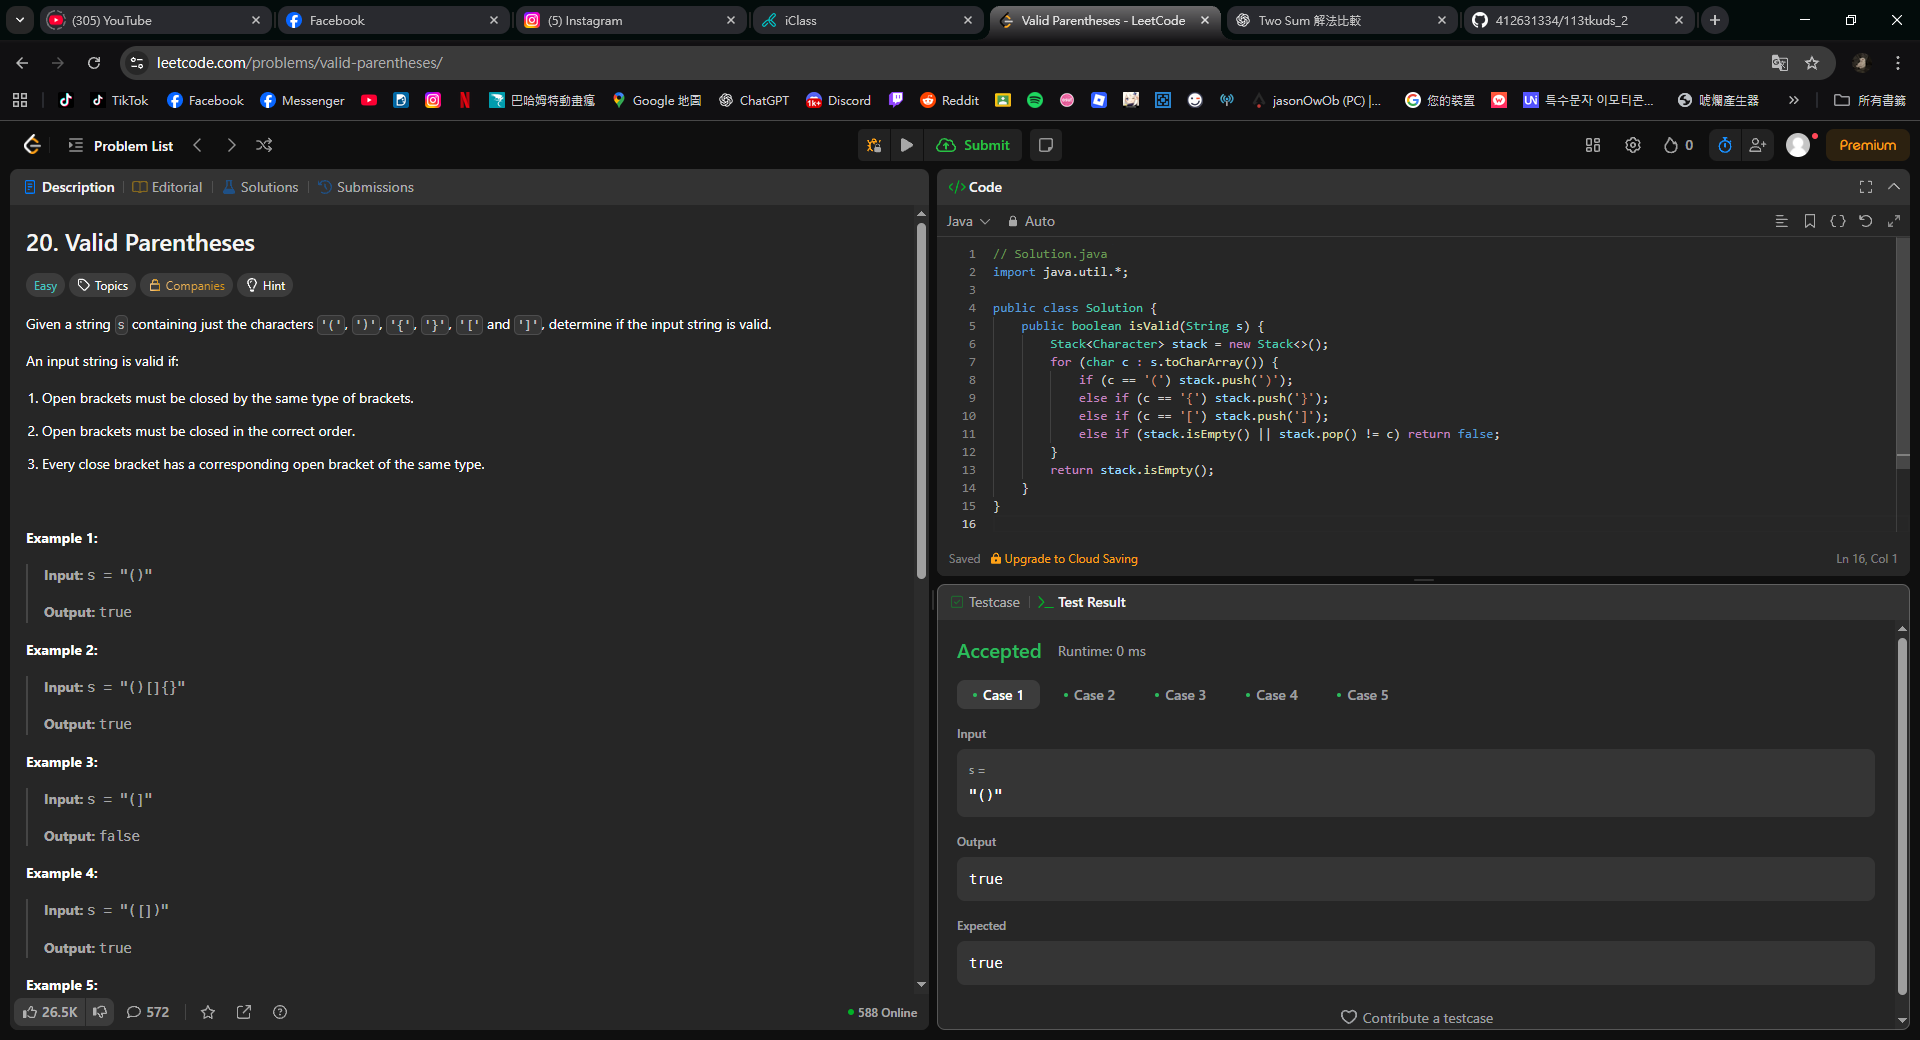 (305) YouTube
Facebook
(5) Instagram
iClass
Valid Parentheses - LeetCode
Two Sum 解法比較
412631334/113tkuds_2
leetcode.com/problems/valid-parentheses/
TikTok
Facebook
Messenger
巴哈姆特動畫瘋
Google 地圖
ChatGPT
Discord
Reddit
jasonOwOb (PC) |...
您的裝置
특수문자 이모티콘...
唬爛產生器
所有書籤
Problem List
Submit
0
Premium
Description
Editorial
Solutions
Submissions
20. Valid Parentheses
Easy
Topics
Companies
Hint
Given a string s containing just the characters '(', ')', '{', '}', '[' and ']', determine if the input string is valid.
An input string is valid if:
1. Open brackets must be closed by the same type of brackets.
2. Open brackets must be closed in the correct order.
3. Every close bracket has a corresponding open bracket of the same type.
Example 1:
Input: s = "()"
Output: true
Example 2:
Input: s = "()[]{}"
Output: true
Example 3:
Input: s = "(]"
Output: false
Example 4:
Input: s = "([])"
Output: true
Example 5:
26.5K
572
588 Online
</> Code
Java
Auto
1 // Solution.java
2 import java.util.*;
3
4 public class Solution {
5 public boolean isValid(String s) {
6 Stack<Character> stack = new Stack<>();
7 for (char c : s.toCharArray()) {
8 if (c == '(') stack.push(')');
9 else if (c == '{') stack.push('}');
10 else if (c == '[') stack.push(']');
11 else if (stack.isEmpty() || stack.pop() != c) return false;
12 }
13 return stack.isEmpty();
14 }
15 }
16
Saved
Upgrade to Cloud Saving
Ln 16, Col 1
Testcase
Test Result
Accepted
Runtime: 0 ms
Case 1
Case 2
Case 3
Case 4
Case 5
Input
s =
"()"
Output
true
Expected
true
Contribute a testcase